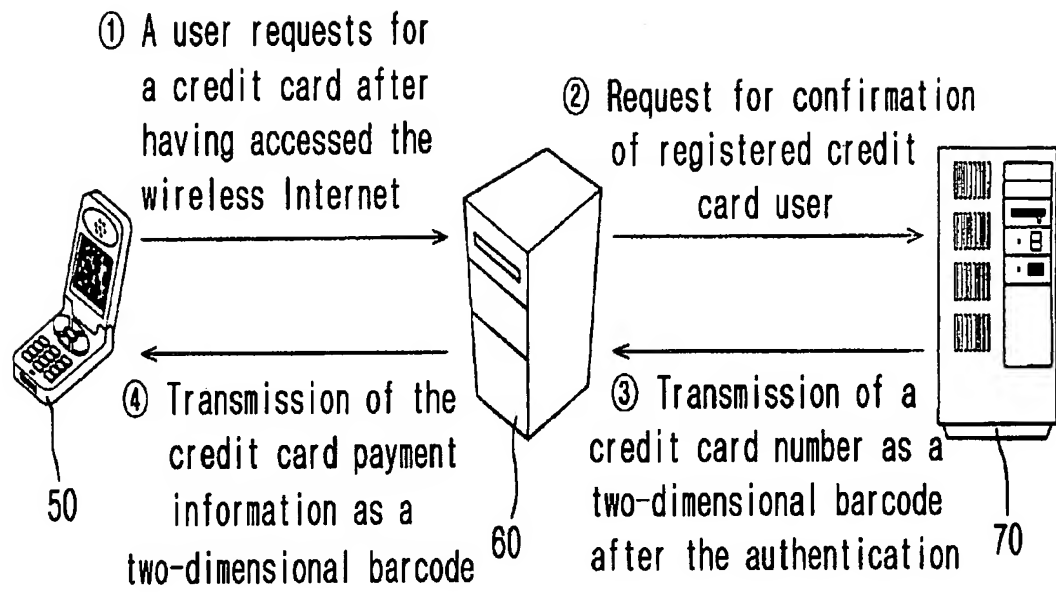 ① A user requests for
a credit card after
having accessed the
wireless Internet
② Request for confirmation
of registered credit
card user
③ Transmission of a
credit card number as a
two-dimensional barcode
after the authentication
④ Transmission of the
credit card payment
information as a
two-dimensional barcode
50
60
70